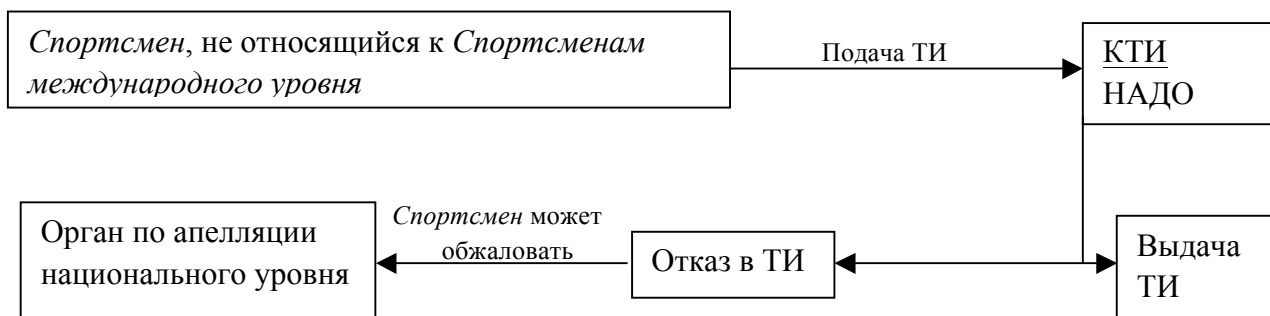 Спортсмен, не относящийся к Спортсменам
международного уровня
Подача ТИ
КТИ
НАДО
Орган по апелляции
национального уровня
Спортсмен может
обжаловать
Отказ в ТИ
Выдача
ТИ